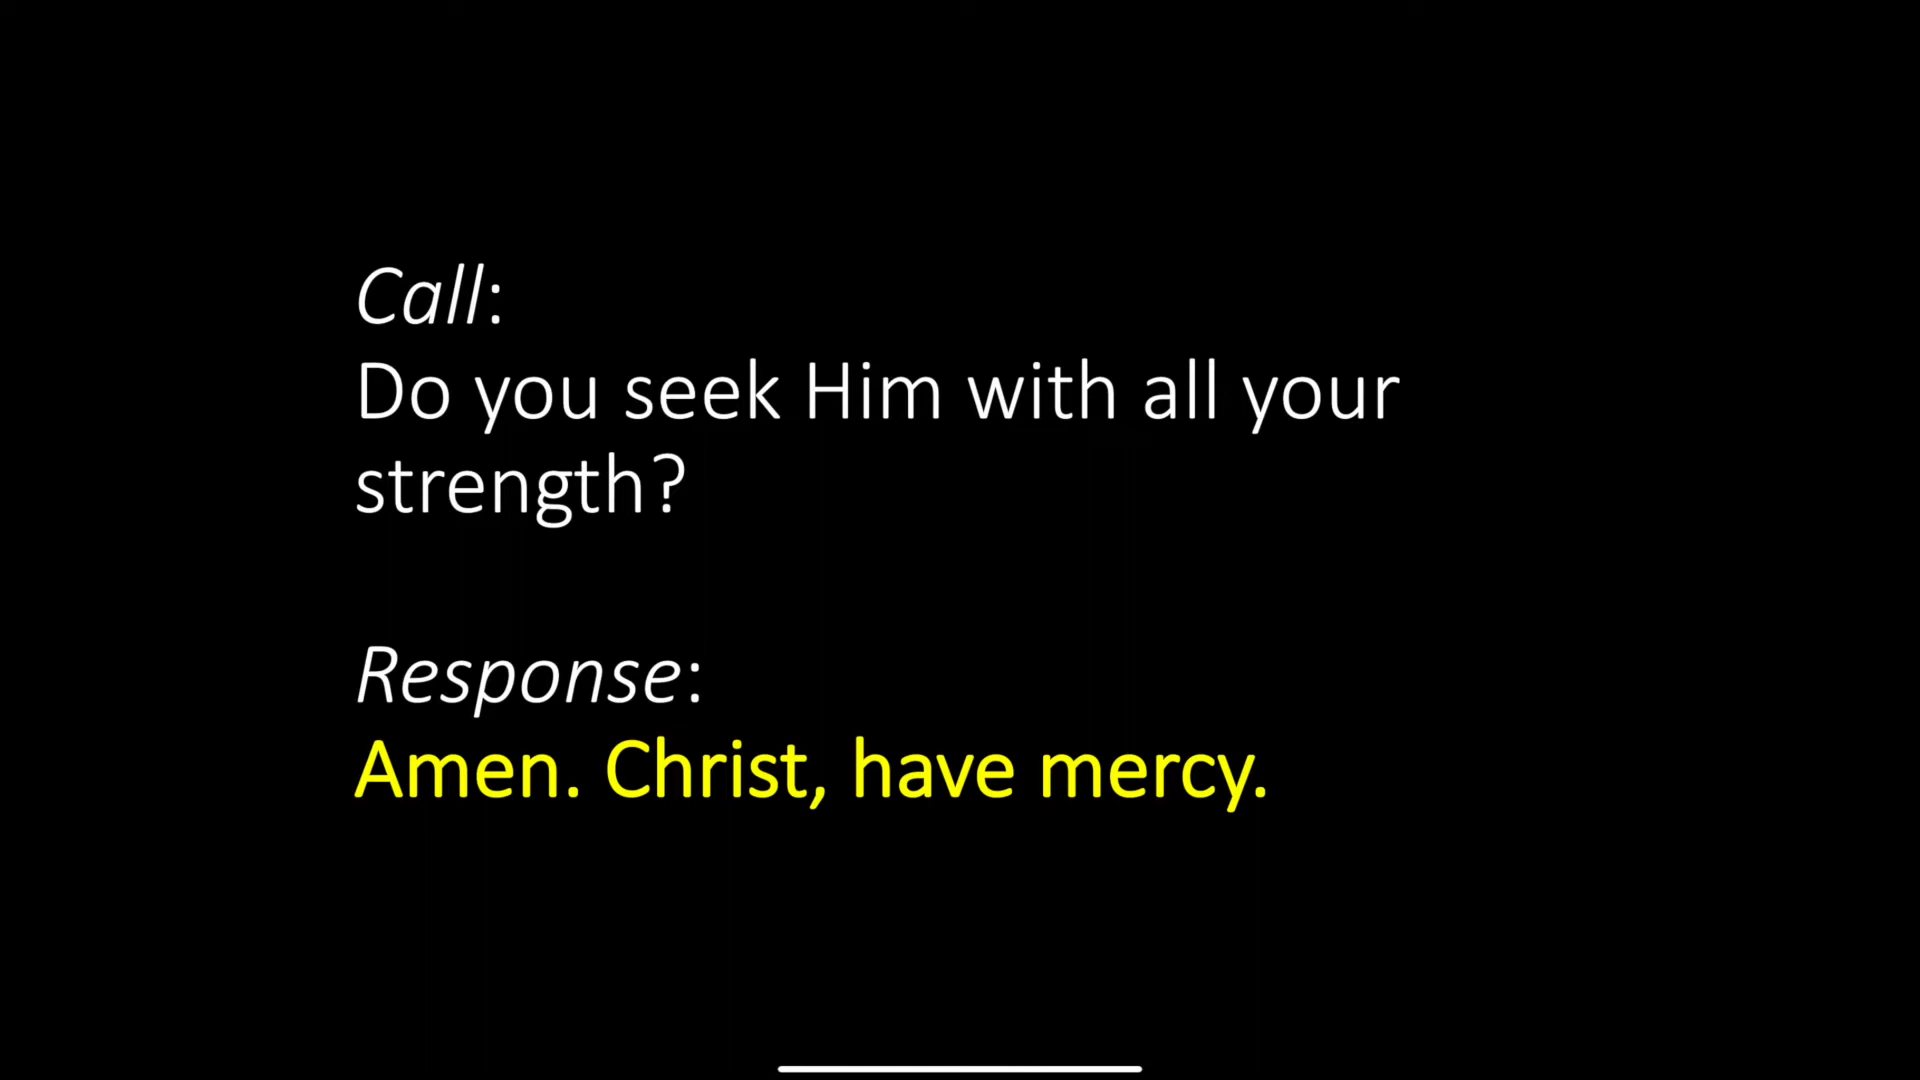 Call:
Do you seek Him with all your
strength?
Response:
Amen. Christ, have mercy.